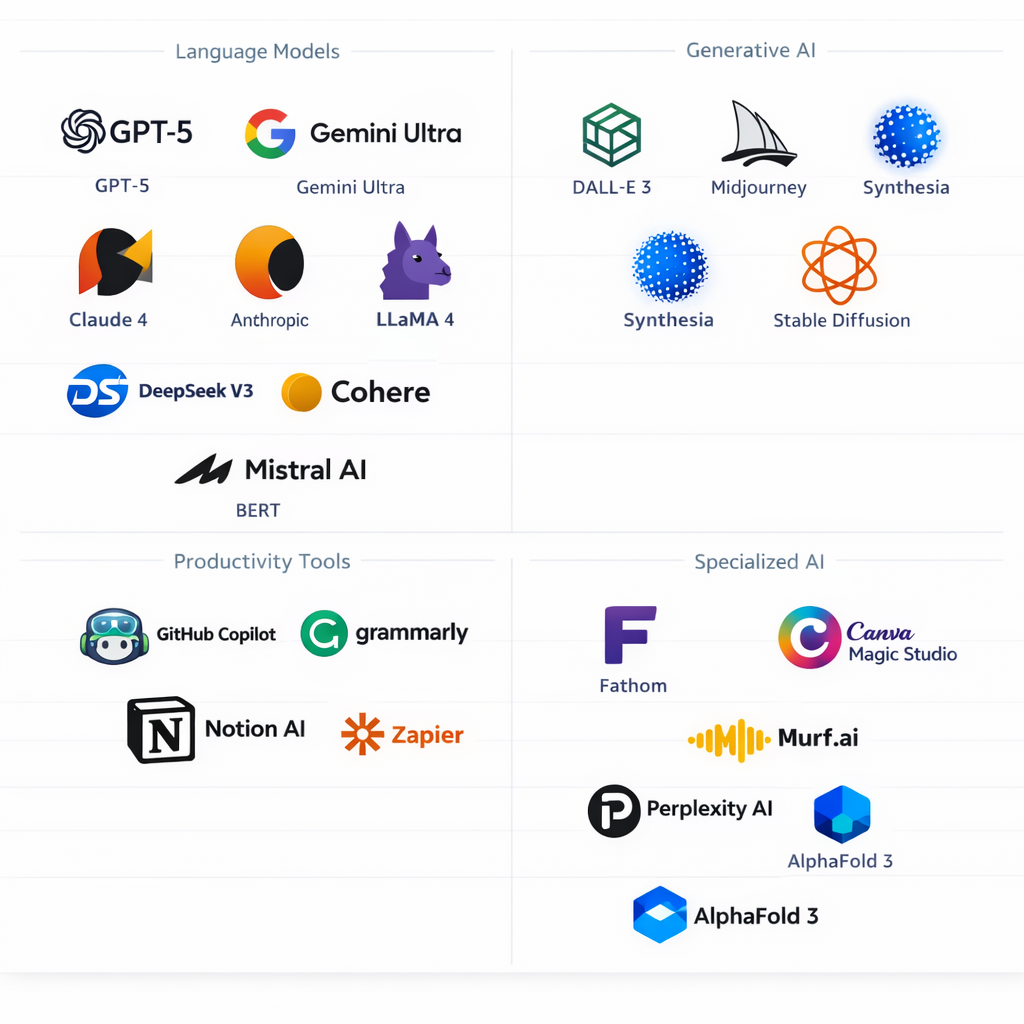 Language Models
GPT-5
Gemini Ultra
GPT-5
Gemini Ultra
Claude 4
Anthropic
LLaMA 4
DS
DeepSeek V3
Cohere
Mistral AI
BERT
Generative AI
DALL-E 3
Midjourney
Synthesia
Synthesia
Stable Diffusion
Productivity Tools
GitHub Copilot
G
grammarly
N
Notion AI
Zapier
Specialized AI
F
Fathom
C
Canva
Magic Studio
M
Murf.ai
P
Perplexity AI
AlphaFold 3
AlphaFold 3